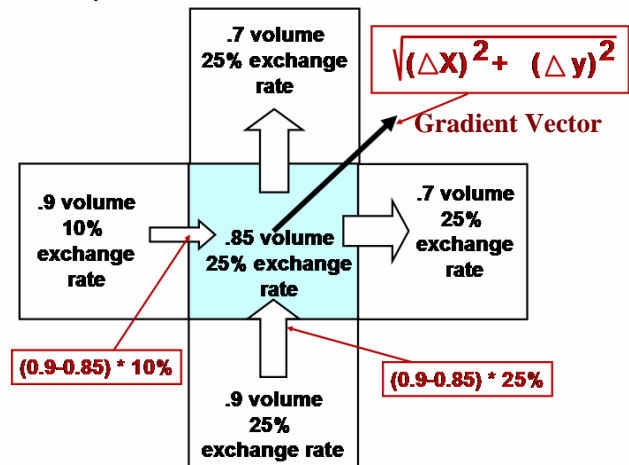 .7 volume
25% exchange
rate
√(△X)² + (△y)²
Gradient Vector
.9 volume
10%
exchange
rate
.85 volume
25% exchange
rate
.7 volume
25%
exchange
rate
(0.9-0.85) * 10%
(0.9-0.85) * 25%
.9 volume
25%
exchange rate